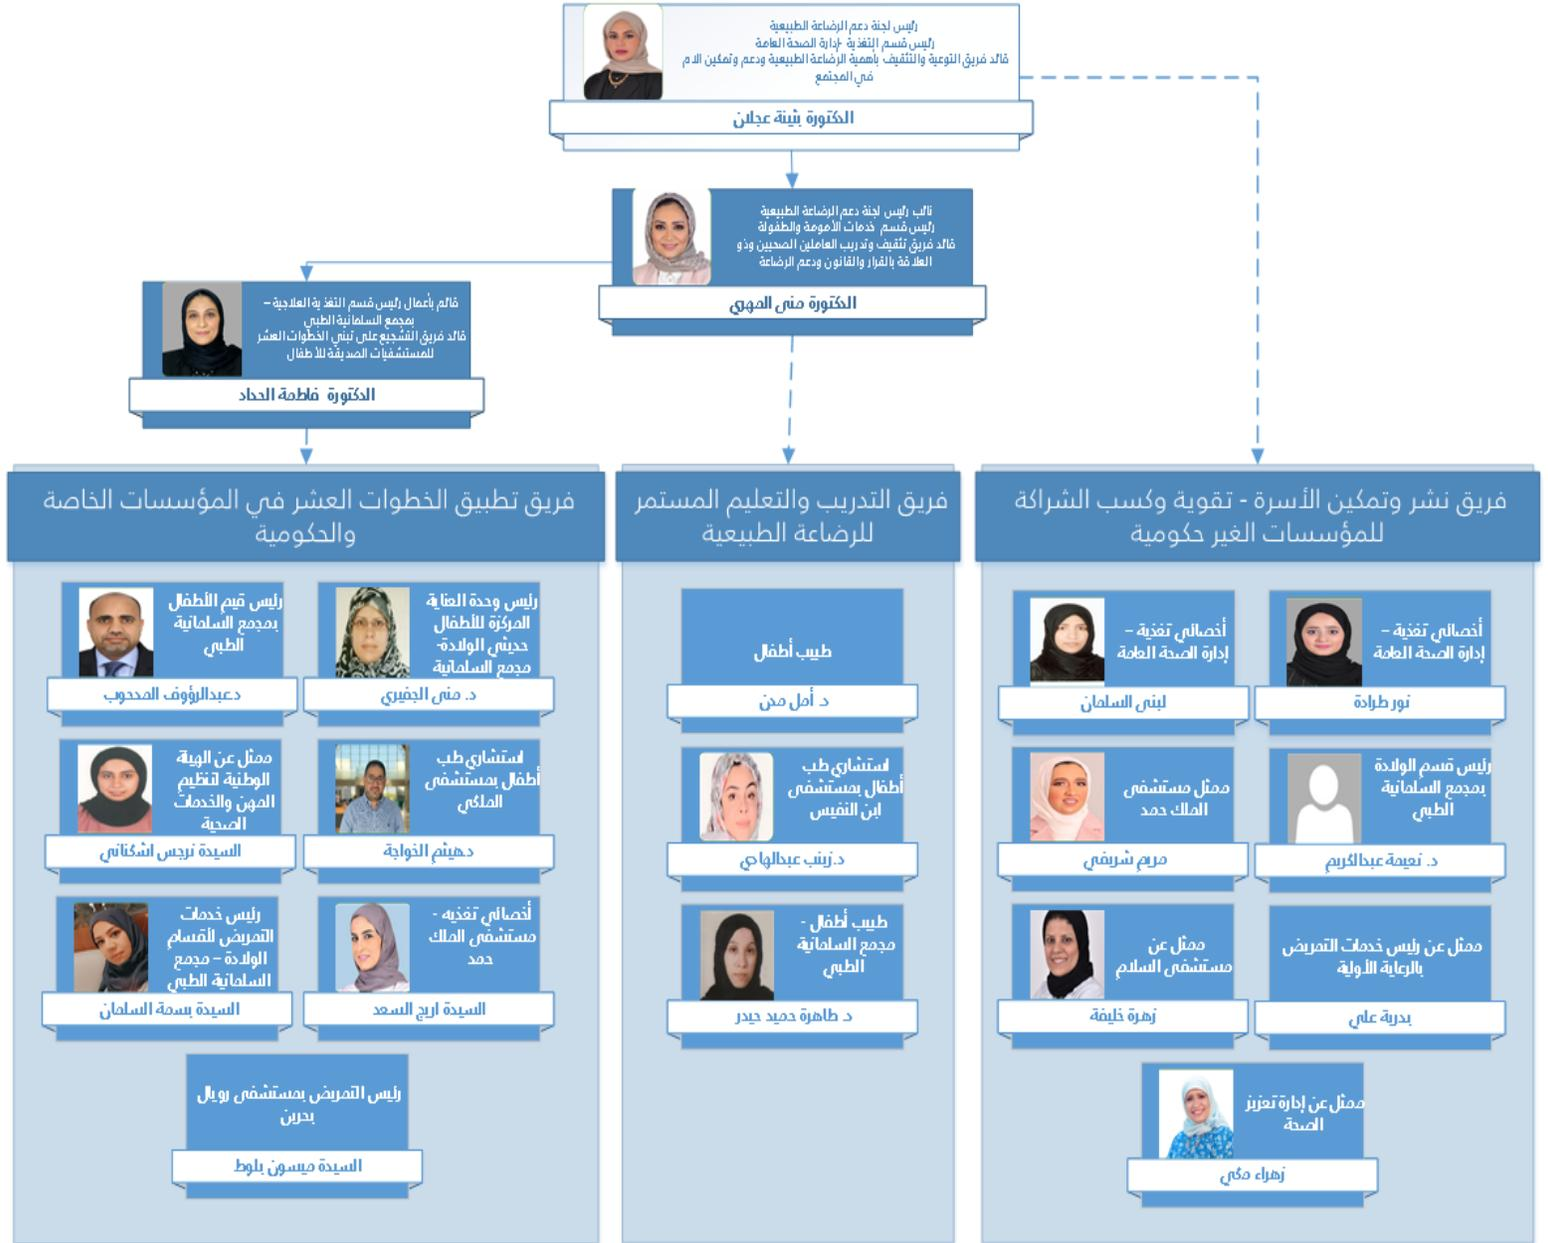 رئيس لجنة دعم الرضاعة الطبيعية
رئيس قسم التغذية -إدارة الصحة العامة
قائد فريق التوعية والتثقيف بأهمية الرضاعة الطبيعية ودعم وتمكين الام
في المجتمع
الدكتورة بثينة عجلان
نائب رئيس لجنة دعم الرضاعة الطبيعية
رئيس قسم خدمات الأمومة والطفولة
قائد فريق تثقيف وتدريب العاملين الصحيين وذو
العلاقة بالقرار والقانون ودعم الرضاعة
الدكتورة منى المهري
قائم بأعمال رئيس قسم التغذية العلاجية –
بمجمع السلمانية الطبي
قائد فريق التشجيع على تبني الخطوات العشر
للمستشفيات الصديقة للأطفال
الدكتورة فاطمة الحداد
فريق نشر وتمكين الأسرة - تقوية وكسب الشراكة
للمؤسسات الغير حكومية
أخصائي تغذية –
إدارة الصحة العامة
نور طرادة
أخصائي تغذية –
إدارة الصحة العامة
لبنى السلمان
رئيس قسم الولادة
بمجمع السلمانية
الطبي
د. نعيمة عبدالكريم
ممثل مستشفى
الملك حمد
مريم شريفي
ممثل عن رئيس خدمات التمريض
بالرعاية الأولية
بدرية علي
ممثل عن
مستشفى السلام
زهرة خليفة
ممثل عن إدارة تعزيز
الصحة
زهراء مكي
فريق التدريب والتعليم المستمر
للرضاعة الطبيعية
طبيب أطفال
د. أمل مدن
استشاري طب
أطفال بمستشفى
ابن النفيس
د.زينب عبدالهادي
طبيب أطفال -
مجمع السلمانية
الطبي
د. طاهرة حميد حيدر
فريق تطبيق الخطوات العشر في المؤسسات الخاصة
والحكومية
رئيس وحدة العناية
المركزة للأطفال
حديثي الولادة-
مجمع السلمانية
د. منى الجفيري
رئيس قيم الأطفال
بمجمع السلمانية
الطبي
د.عبدالرؤوف المدحوب
استشاري طب
أطفال بمستشفى
الملكي
د.هيثم الخواجة
ممثل عن الهيئة
الوطنية لتنظيم
المهن والخدمات
الصحية
السيدة نرجس اشكناني
أخصائي تغذيه -
مستشفى الملك
حمد
السيدة اريج السعد
رئيس خدمات
التمريض لأقسام
الولادة – مجمع
السلمانية الطبي
السيدة بسمة السلمان
رئيس التمريض بمستشفى رويال
بحرين
السيدة ميسون بلوط